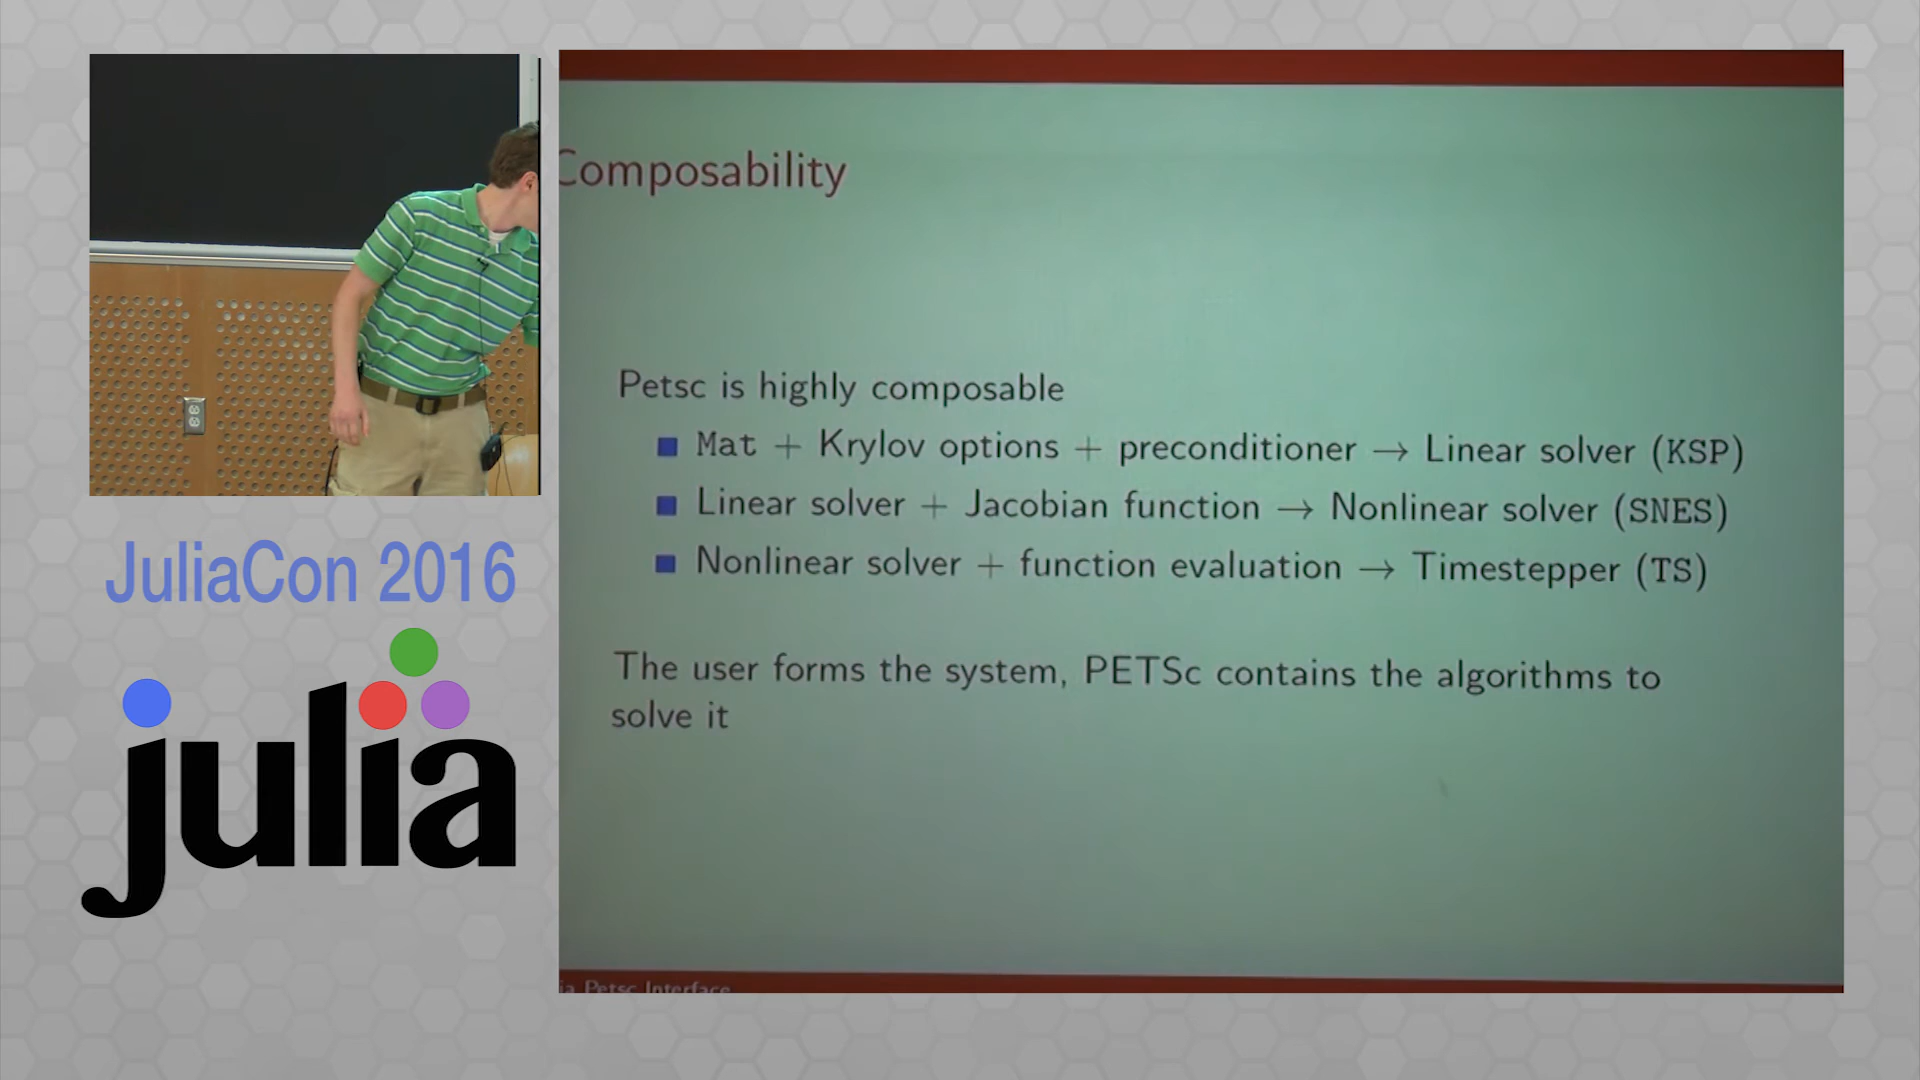 Composability
Petsc is highly composable
Mat + Krylov options + preconditioner → Linear solver (KSP)
Linear solver + Jacobian function → Nonlinear solver (SNES)
Nonlinear solver + function evaluation → Timestepper (TS)
The user forms the system, PETSc contains the algorithms to
solve it
ia Petsc Interface
JuliaCon 2016
julia